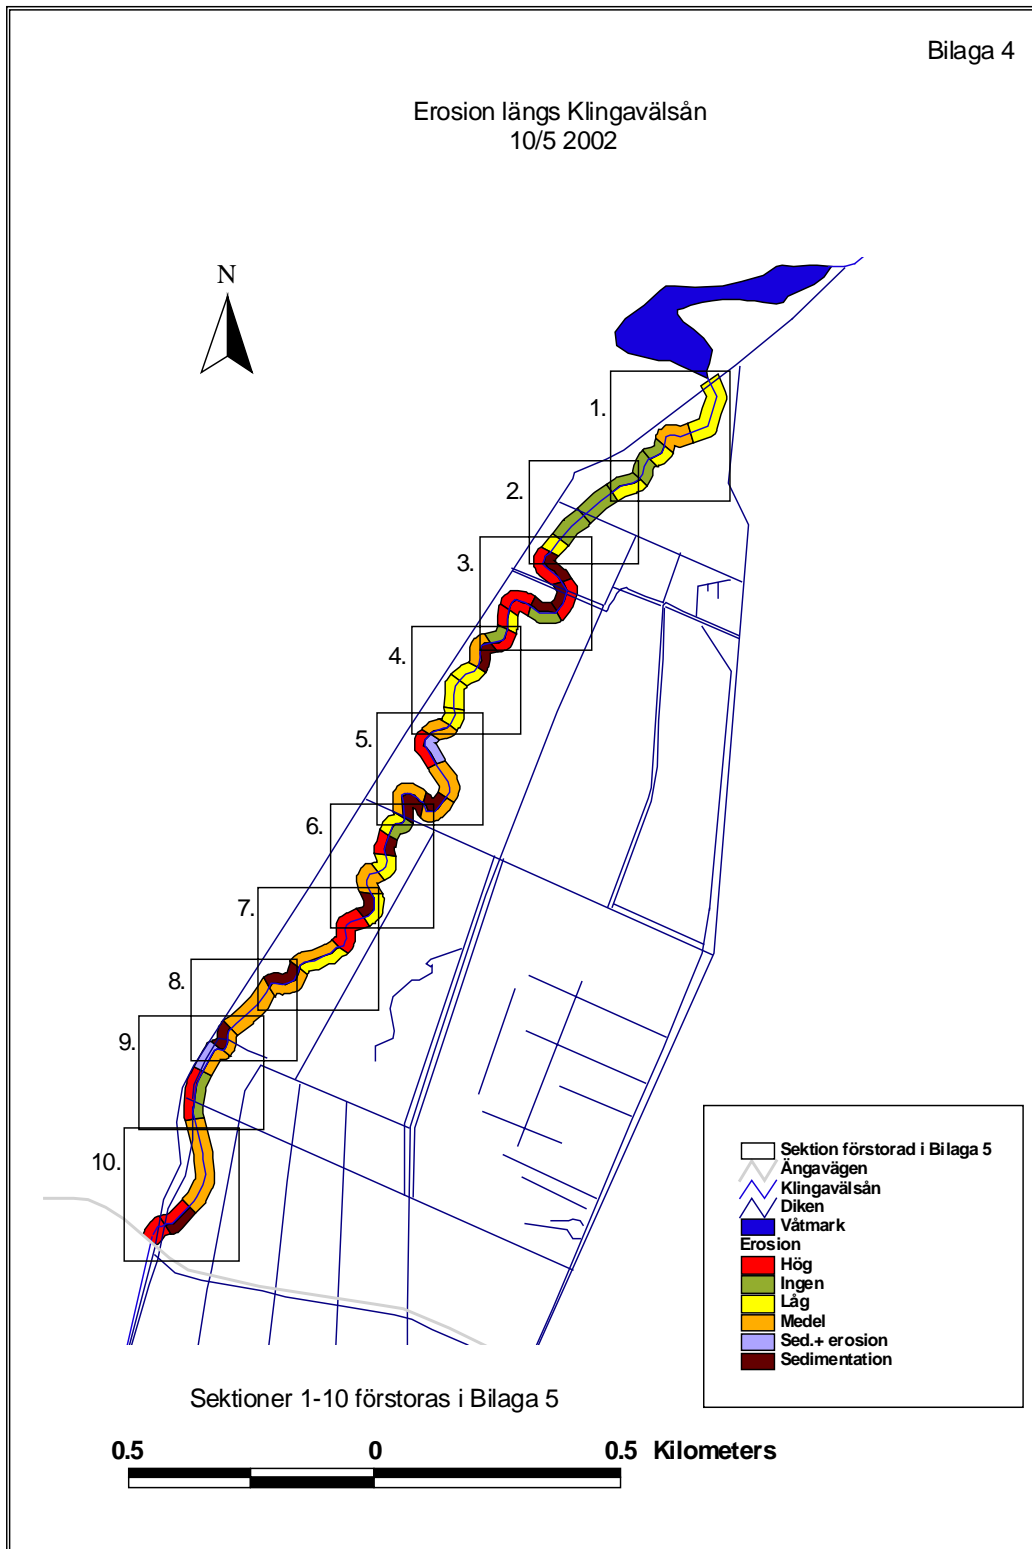 Bilaga 4
Erosion längs Klingavälsån
10/5 2002
N
1.
2.
3.
4.
5.
6.
7.
8.
9.
10.
Sektion förstorad i Bilaga 5
Ängavägen
Klingavälsån
Diken
Våtmark
Erosion
Hög
Ingen
Låg
Medel
Sed.+ erosion
Sedimentation
Sektioner 1-10 förstoras i Bilaga 5
0.5 0 0.5 Kilometers